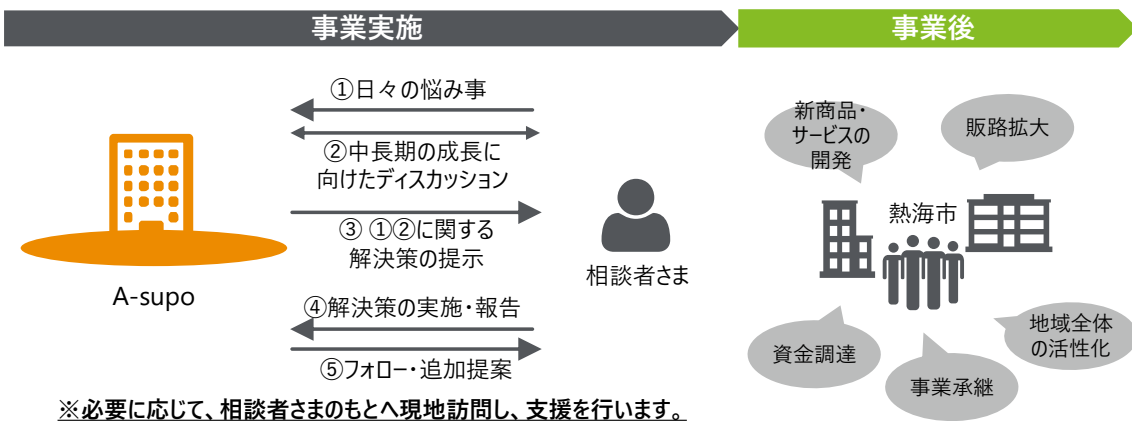 事業実施
事業後
①日々の悩み事
②中長期の成長に
向けたディスカッション
③ ①②に関する
解決策の提示
④解決策の実施・報告
⑤フォロー・追加提案
A-supo
相談者さま
※必要に応じて、相談者さまのもとへ現地訪問し、支援を行います。
新商品・
サービスの
開発
販路拡大
熱海市
資金調達
事業承継
地域全体
の活性化